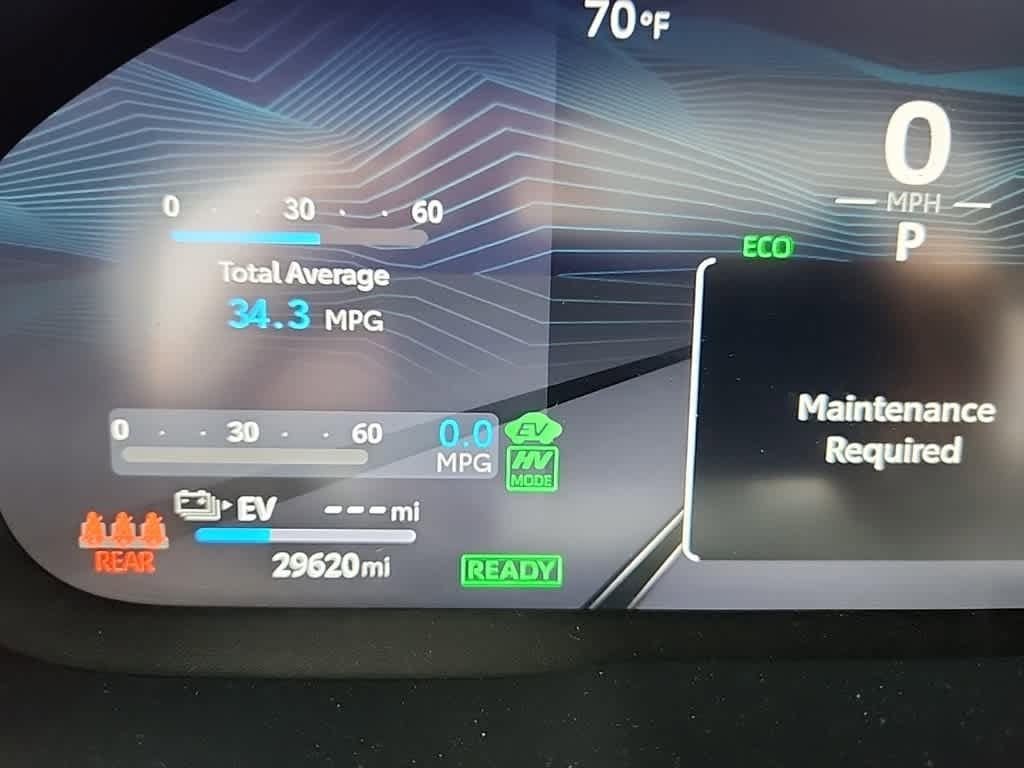 70°F
0
MPH
P
ECO
0 30 60
Total Average
34.3 MPG
Maintenance
Required
0 30 60 0.0
MPG
EV
HV
MODE
EV ---mi
REAR
29620mi
READY